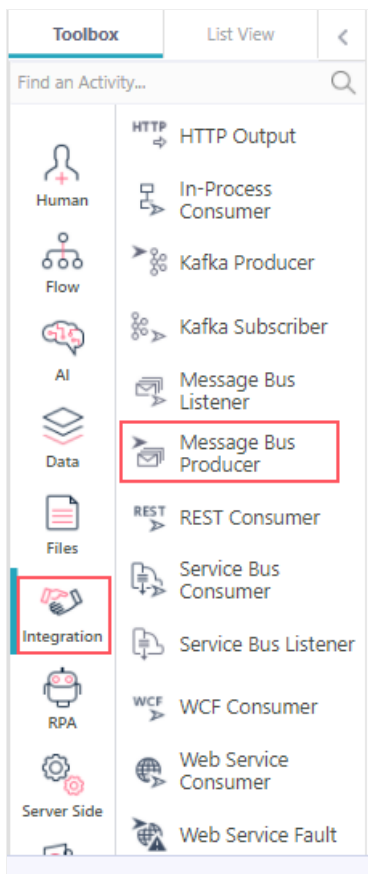 Toolbox
List View
Find an Activity...
Human
Flow
AI
Data
Files
Integration
RPA
Server Side
HTTP
HTTP Output
In-Process
Consumer
Kafka Producer
Kafka Subscriber
Message Bus
Listener
Message Bus
Producer
REST
REST Consumer
Service Bus
Consumer
Service Bus Listener
WCF
WCF Consumer
Web Service
Consumer
Web Service Fault